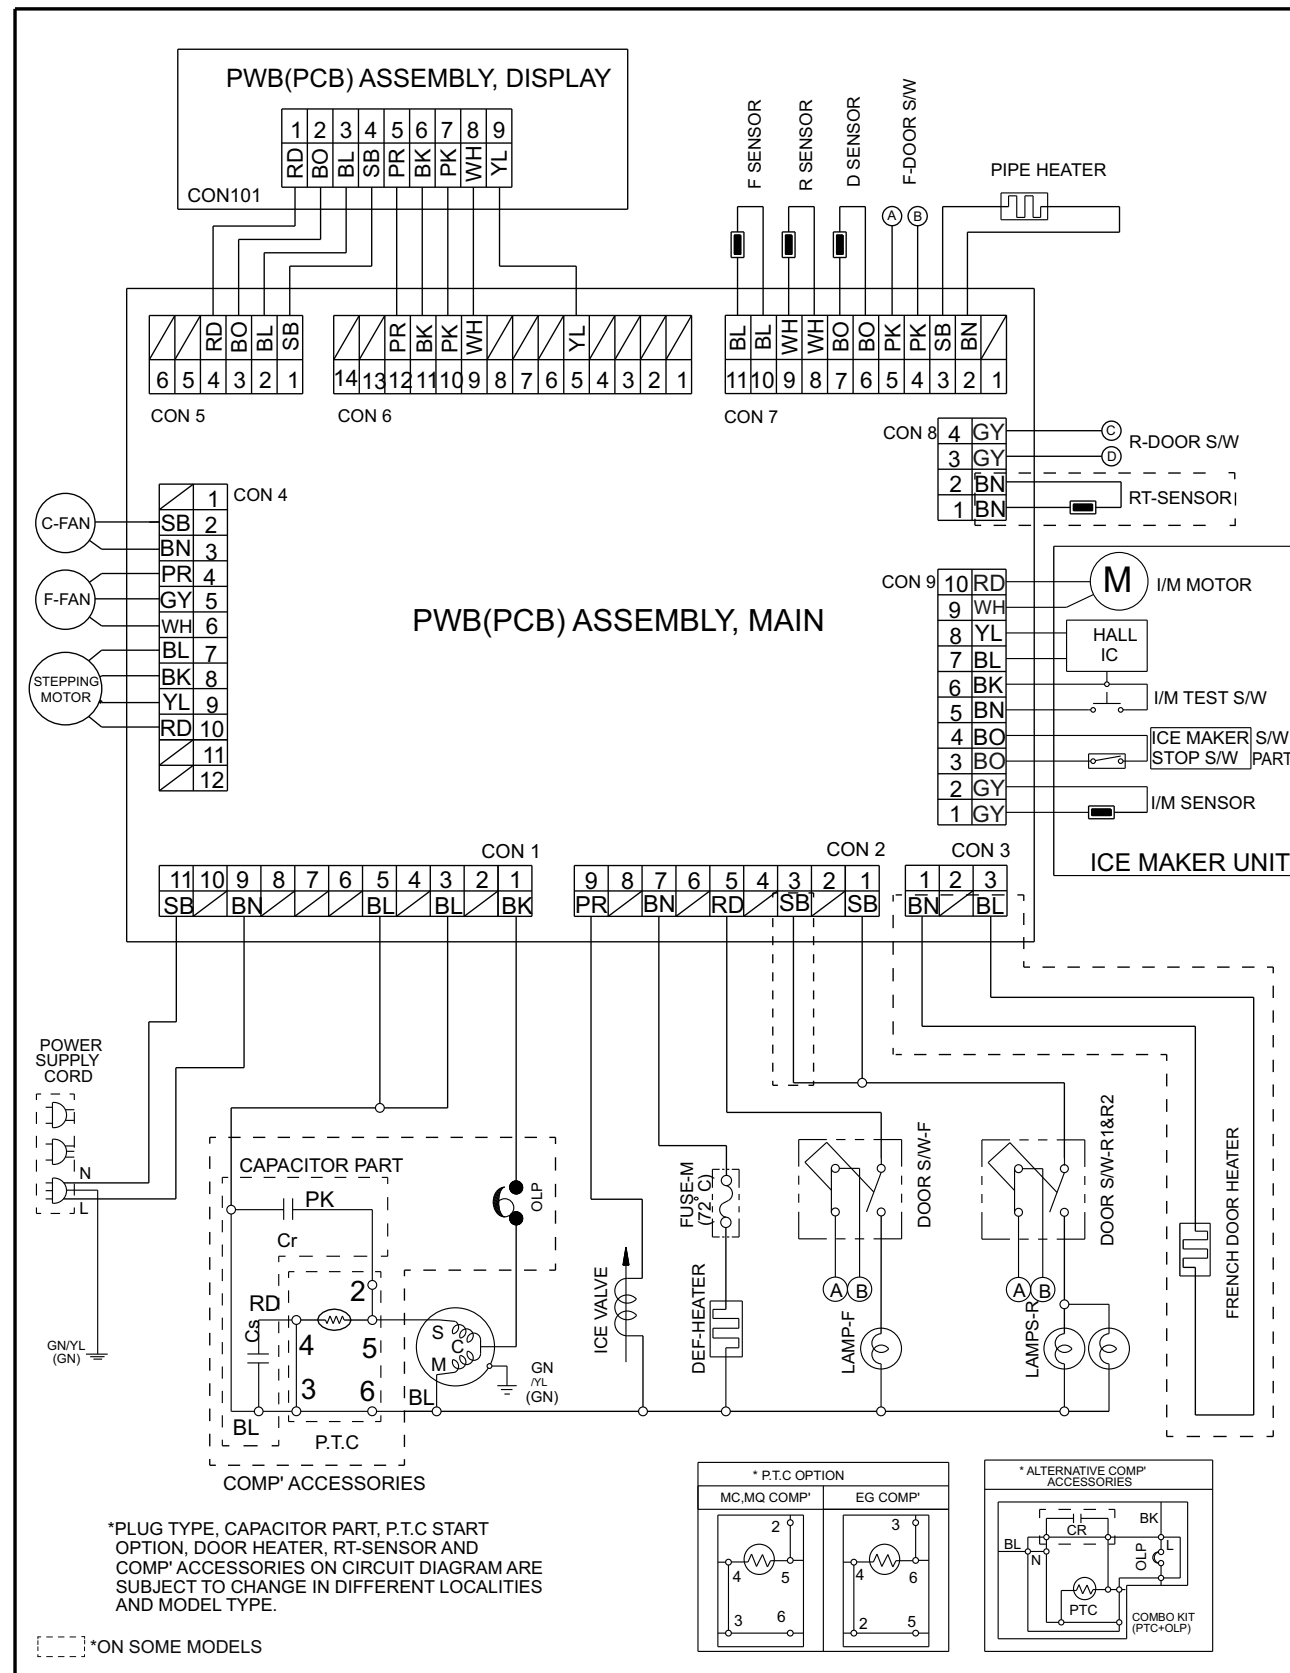 PWB(PCB) ASSEMBLY, DISPLAY
1 2 3 4 5 6 7 8 9
RD BO BL SB PR BK PK WH YL
CON101
F SENSOR
R SENSOR
D SENSOR
F-DOOR S/W
A B
PIPE HEATER
RD BO BL SB
6 5 4 3 2 1
CON 5
PR BK PK WH YL
14 13 12 11 10 9 8 7 6 5 4 3 2 1
CON 6
BL BL WH WH BO BO PK PK SB BN
11 10 9 8 7 6 5 4 3 2 1
CON 7
CON 8
4 GY
3 GY
2 BN
1 BN
C
D
R-DOOR S/W
RT-SENSOR
CON 4
1
SB 2
BN 3
PR 4
GY 5
WH 6
BL 7
BK 8
YL 9
RD 10
11
12
C-FAN
F-FAN
STEPPING
MOTOR
PWB(PCB) ASSEMBLY, MAIN
CON 9
10 RD
9 WH
8 YL
7 BL
6 BK
5 BN
4 BO
3 BO
2 GY
1 GY
M
I/M MOTOR
HALL
IC
I/M TEST S/W
ICE MAKER S/W
STOP S/W PART
I/M SENSOR
ICE MAKER UNIT
CON 1
11 10 9 8 7 6 5 4 3 2 1
SB BN BL BL BK
CON 2
9 8 7 6 5 4 3 2 1
PR BN RD SB SB
CON 3
1 2 3
BN BL
POWER
SUPPLY
CORD
N
L
GN/YL
(GN)
CAPACITOR PART
PK
Cr
RD
Cs
2
4 5
3 6
BL
P.T.C
COMP' ACCESSORIES
OLP
S
C
M
BL
GN
/YL
(GN)
ICE VALVE
FUSE-M
(72° C)
DEF-HEATER
DOOR S/W-F
A B
LAMP-F
DOOR S/W-R1&R2
A B
LAMPS-R
FRENCH DOOR HEATER
*PLUG TYPE, CAPACITOR PART, P.T.C START
OPTION, DOOR HEATER, RT-SENSOR AND
COMP' ACCESSORIES ON CIRCUIT DIAGRAM ARE
SUBJECT TO CHANGE IN DIFFERENT LOCALITIES
AND MODEL TYPE.
*ON SOME MODELS
* P.T.C OPTION
MC,MQ COMP' EG COMP'
2
4 5
3 6
3
4 6
2 5
* ALTERNATIVE COMP'
ACCESSORIES
BK
CR
BL
N
L
OLP
PTC
COMBO KIT
(PTC+OLP)